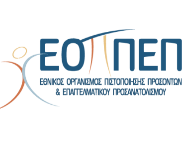 ΕΟΠΠΕΠ
ΕΘΝΙΚΟΣ ΟΡΓΑΝΙΣΜΟΣ ΠΙΣΤΟΠΟΙΗΣΗΣ ΠΡΟΣΟΝΤΩΝ
& ΕΠΑΓΓΕΛΜΑΤΙΚΟΥ ΠΡΟΣΑΝΑΤΟΛΙΣΜΟΥ